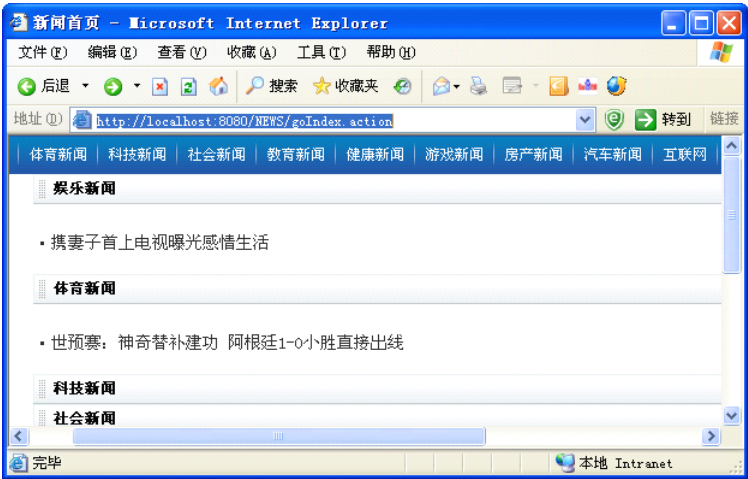 新闻首页 - Microsoft Internet Explorer
文件(F) 编辑(E) 查看(V) 收藏(A) 工具(T) 帮助(H)
后退 搜索 收藏夹
地址(D) http://localhost:8080/NEWS/goIndex.action 转到 链接
体育新闻 科技新闻 社会新闻 教育新闻 健康新闻 游戏新闻 房产新闻 汽车新闻 互联网
娱乐新闻
携妻子首上电视曝光感情生活
体育新闻
世预赛：神奇替补建功 阿根廷1-0小胜直接出线
科技新闻
社会新闻
完毕 本地 Intranet